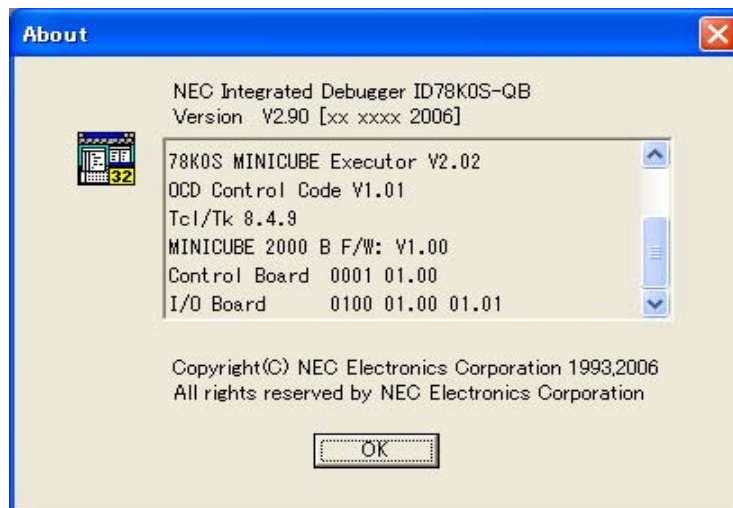 About
NEC Integrated Debugger ID78K0S-QB
Version V2.90 [xx xxxx 2006]
32
78K0S MINICUBE Executor V2.02
OCD Control Code V1.01
Tcl/Tk 8.4.9
MINICUBE 2000 B F/W: V1.00
Control Board 0001 01.00
I/O Board 0100 01.00 01.01
Copyright(C) NEC Electronics Corporation 1993,2006
All rights reserved by NEC Electronics Corporation
OK